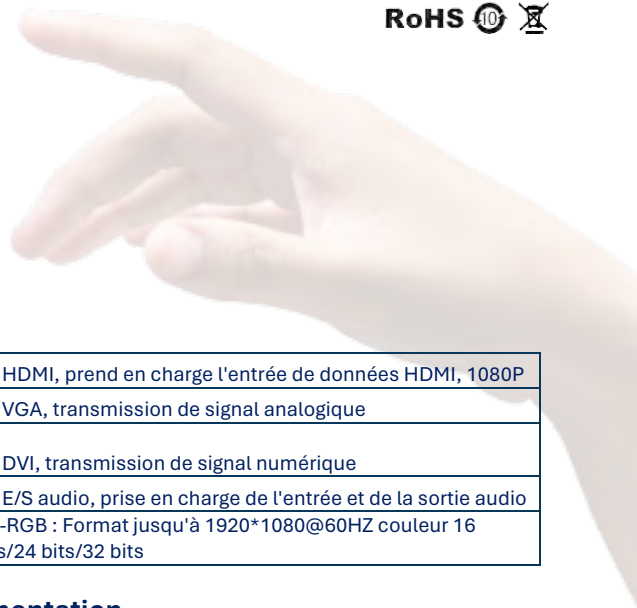 RoHS 10
HDMI, prend en charge l'entrée de données HDMI, 1080P
VGA, transmission de signal analogique
DVI, transmission de signal numérique
E/S audio, prise en charge de l'entrée et de la sortie audio
-RGB : Format jusqu'à 1920*1080@60HZ couleur 16
s/24 bits/32 bits